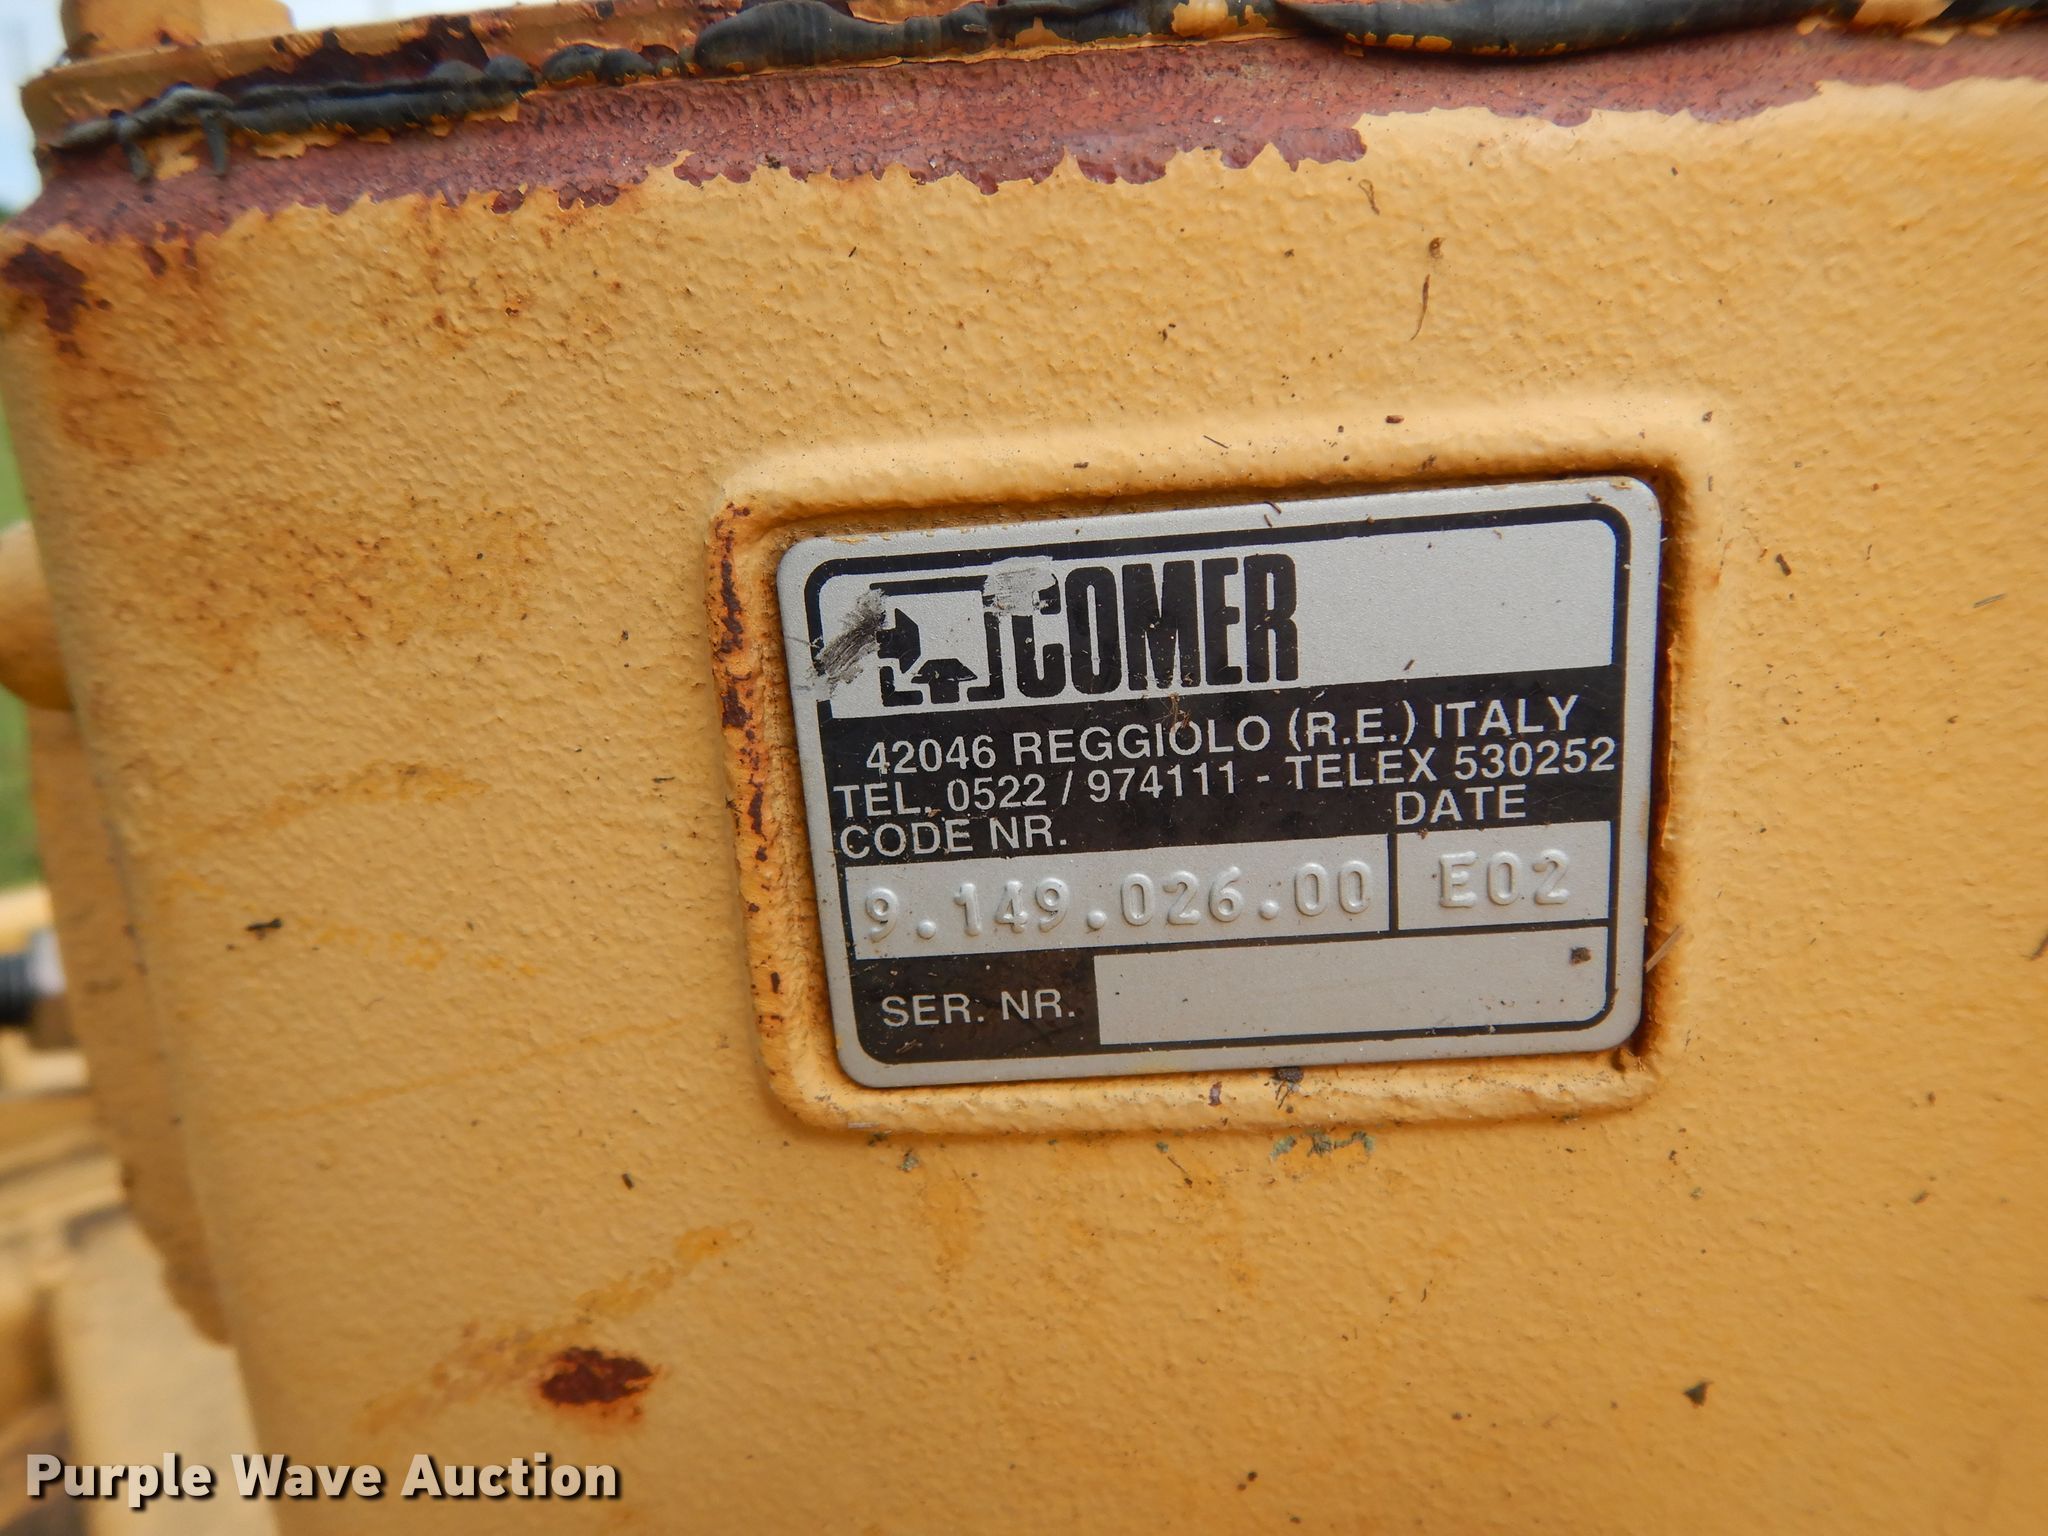 COMER
42046 REGGIOLO (R.E.) ITALY
TEL. 0522 / 974111 - TELEX 530252
CODE NR. DATE
9.149.026.00 E02
SER. NR.
Purple Wave Auction